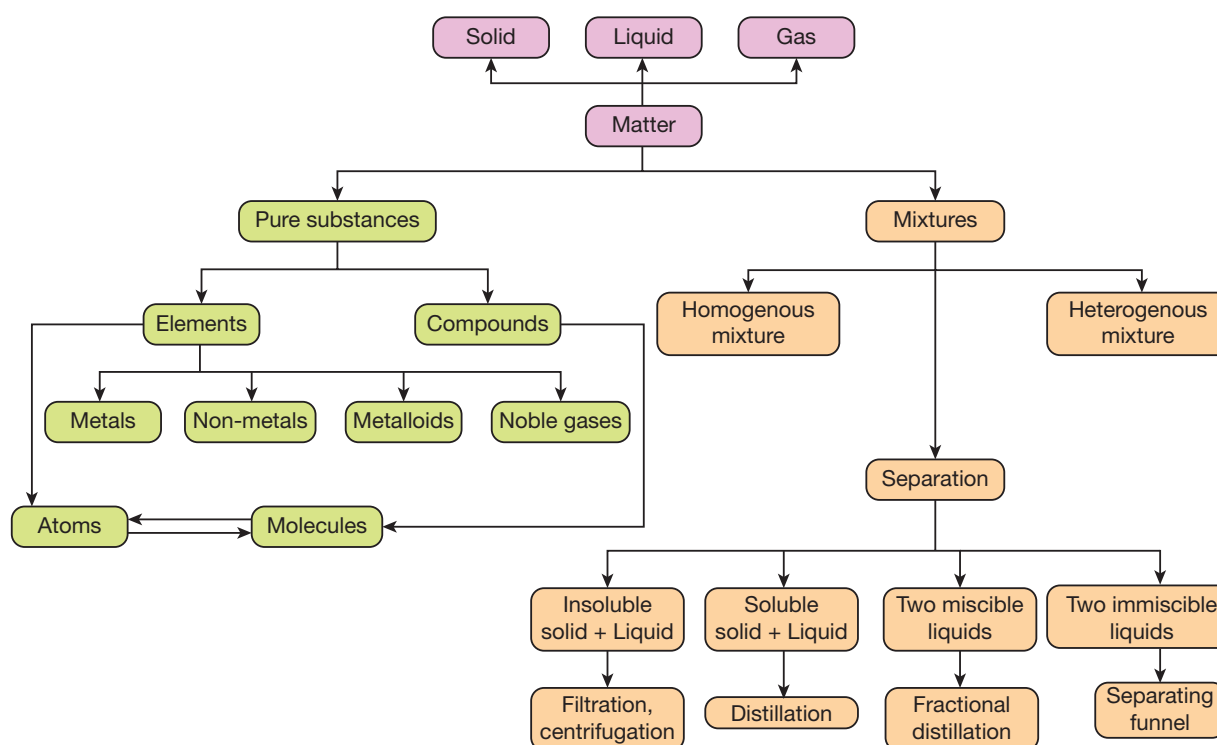 Solid
Liquid
Gas
Matter
Pure substances
Mixtures
Homogenous
mixture
Heterogenous
mixture
Elements
Compounds
Metals
Non-metals
Metalloids
Noble gases
Separation
Atoms
Molecules
Insoluble
solid + Liquid
Soluble
solid + Liquid
Two miscible
liquids
Two immiscible
liquids
Filtration,
centrifugation
Distillation
Fractional
distillation
Separating
funnel